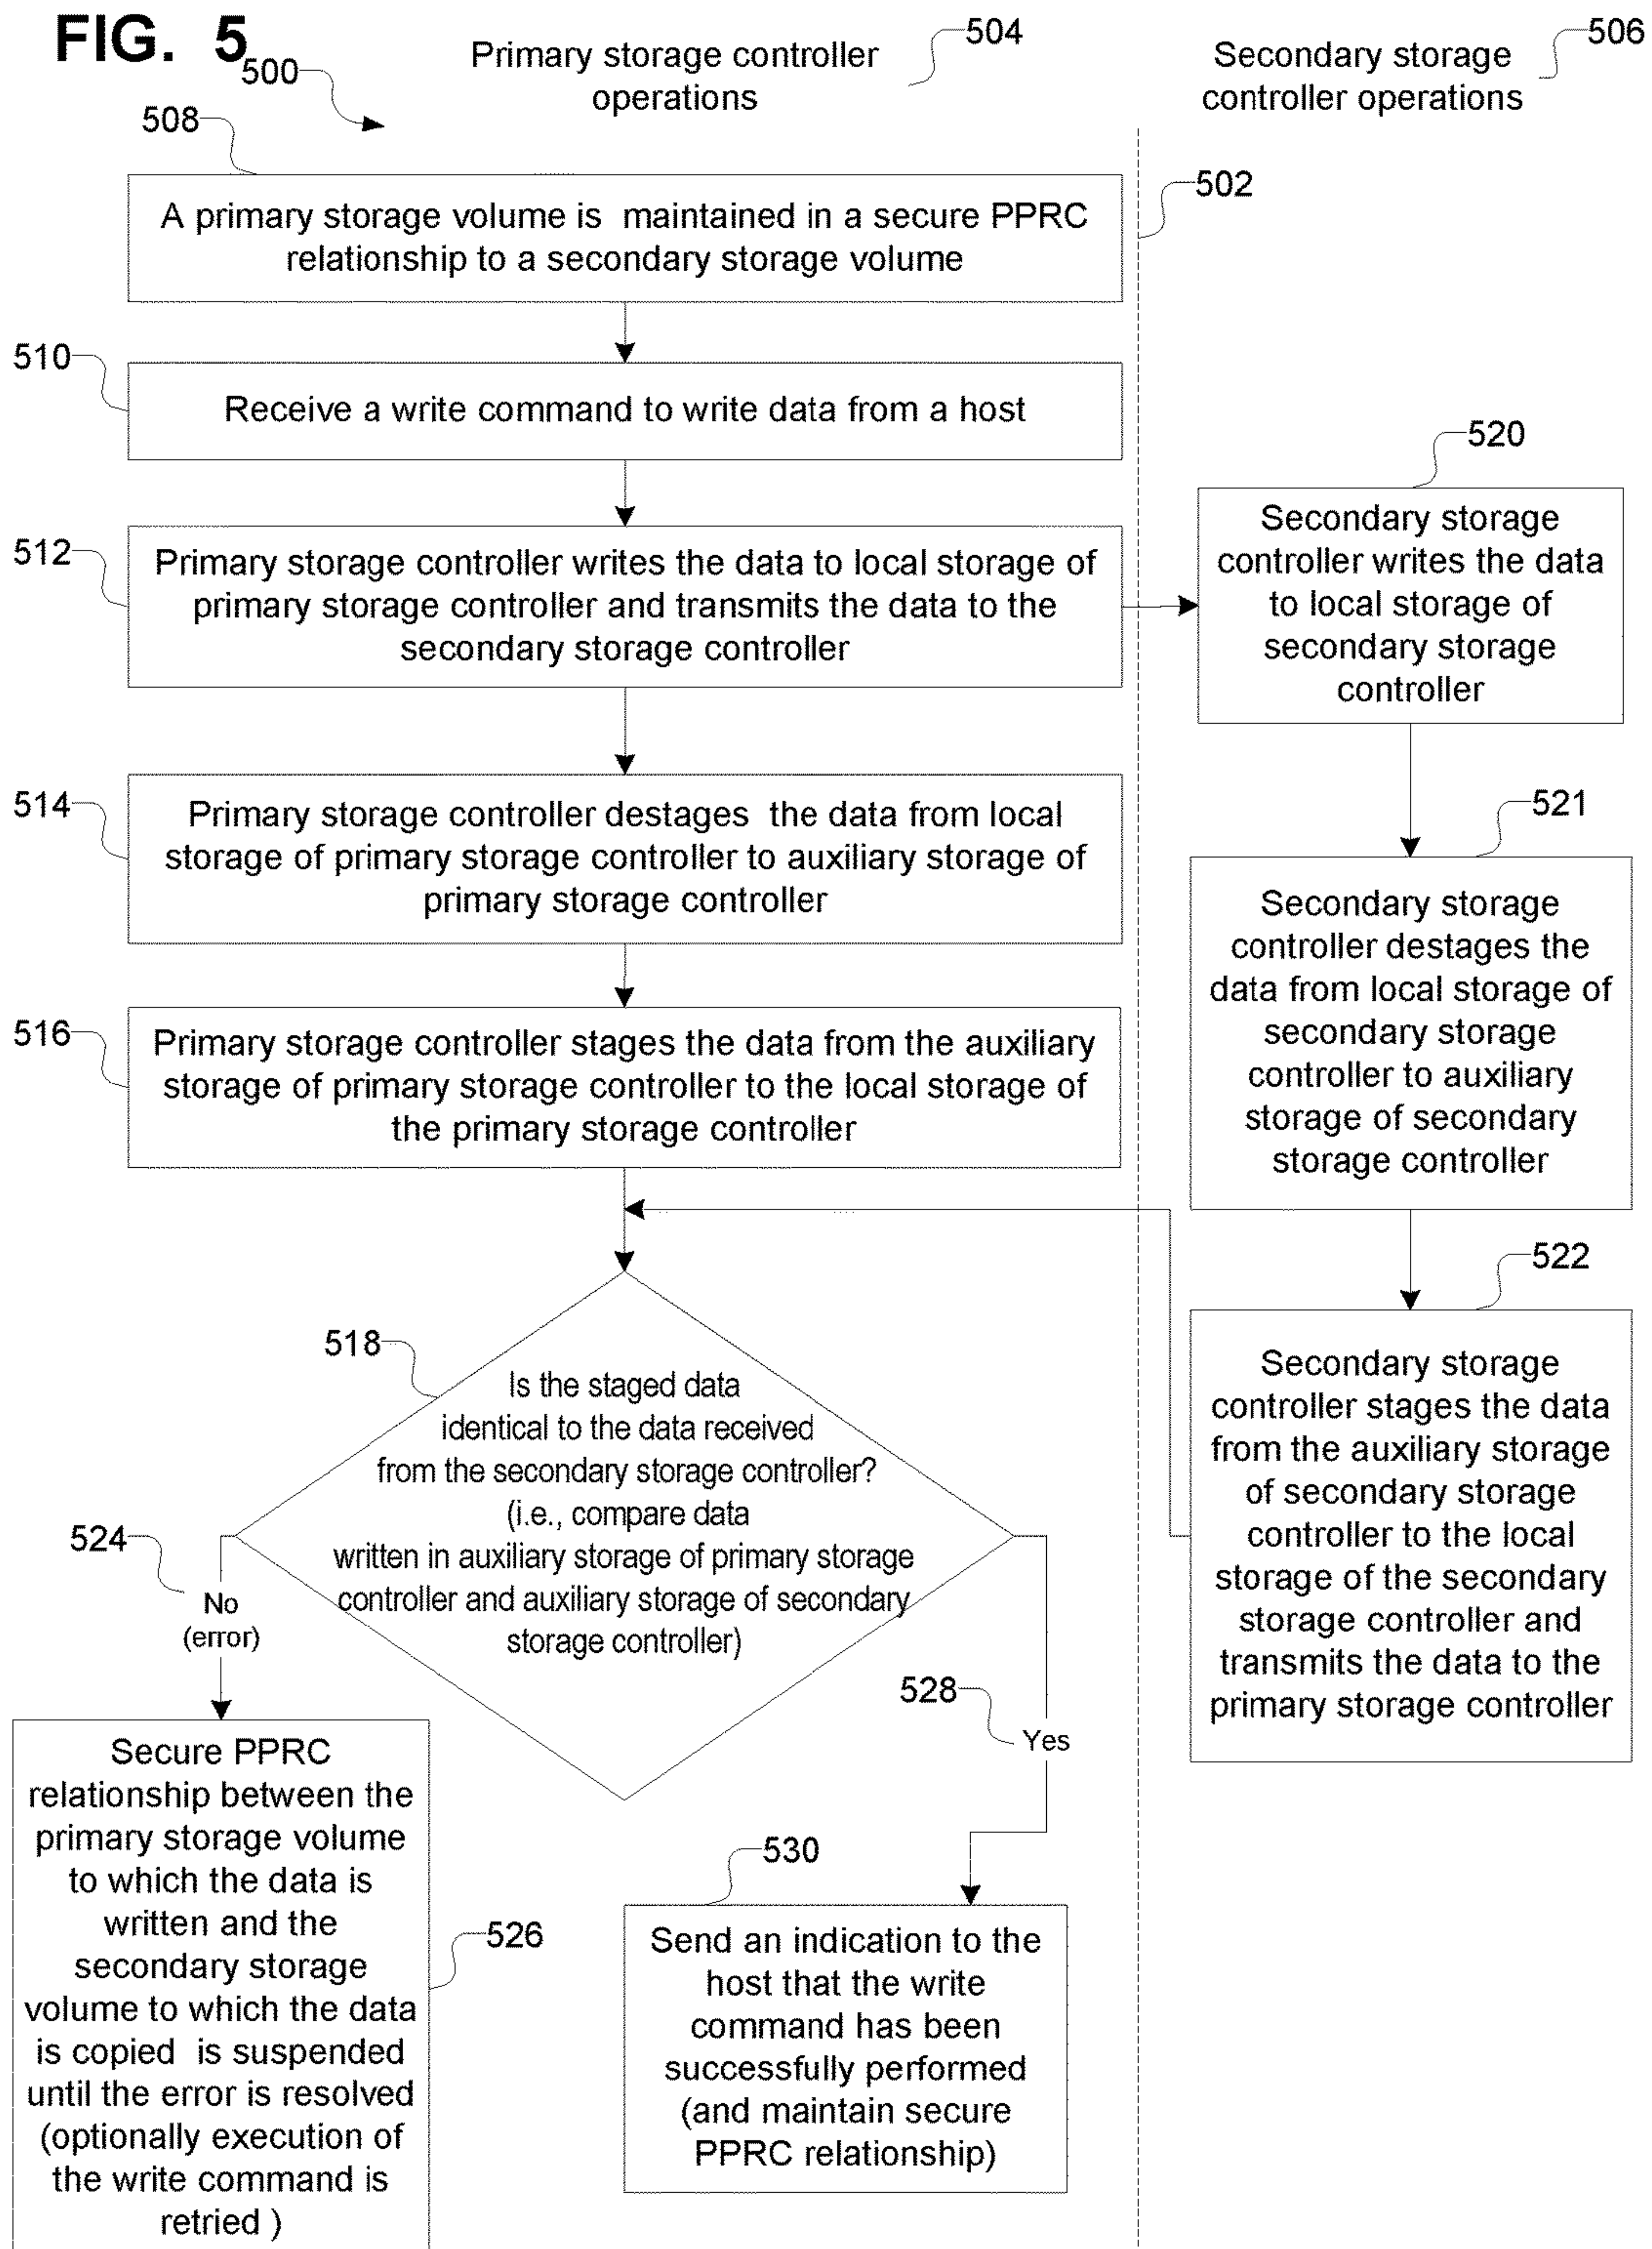 FIG. 5
500
Primary storage controller
operations
504
Secondary storage
controller operations
506
502
508
A primary storage volume is maintained in a secure PPRC
relationship to a secondary storage volume
510
Receive a write command to write data from a host
512
Primary storage controller writes the data to local storage of
primary storage controller and transmits the data to the
secondary storage controller
520
Secondary storage
controller writes the data
to local storage of
secondary storage
controller
514
Primary storage controller destages the data from local
storage of primary storage controller to auxiliary storage of
primary storage controller
521
Secondary storage
controller destages the
data from local storage of
secondary storage
controller to auxiliary
storage of secondary
storage controller
516
Primary storage controller stages the data from the auxiliary
storage of primary storage controller to the local storage of
the primary storage controller
522
Secondary storage
controller stages the data
from the auxiliary storage
of secondary storage
controller to the local
storage of the secondary
storage controller and
transmits the data to the
primary storage controller
518
Is the staged data
identical to the data received
from the secondary storage controller?
(i.e., compare data
written in auxiliary storage of primary storage
controller and auxiliary storage of secondary
storage controller)
524
No
(error)
528
Yes
Secure PPRC
relationship between the
primary storage volume
to which the data is
written and the
secondary storage
volume to which the data
is copied is suspended
until the error is resolved
(optionally execution of
the write command is
retried )
526
530
Send an indication to the
host that the write
command has been
successfully performed
(and maintain secure
PPRC relationship)